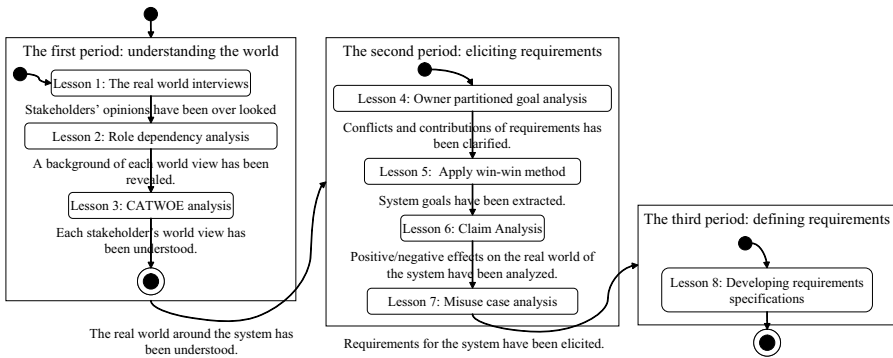 The first period: understanding the world
Lesson 1: The real world interviews
Stakeholders' opinions have been over looked
Lesson 2: Role dependency analysis
A background of each world view has been
revealed.
Lesson 3: CATWOE analysis
Each stakeholder's world view has
been understood.
The real world around the system has
been understood.
The second period: eliciting requirements
Lesson 4: Owner partitioned goal analysis
Conflicts and contributions of requirements has
been clarified.
Lesson 5: Apply win-win method
System goals have been extracted.
Lesson 6: Claim Analysis
Positive/negative effects on the real world of
the system have been analyzed.
Lesson 7: Misuse case analysis
Requirements for the system have been elicited.
The third period: defining requirements
Lesson 8: Developing requirements
specifications